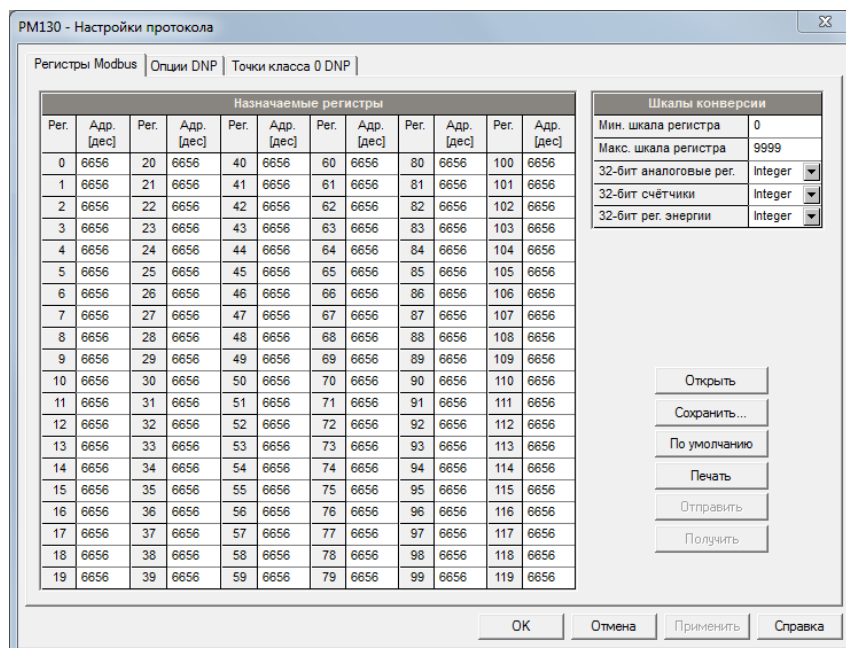 PM130 - Настройки протокола
Регистры Modbus Опции DNP Точки класса 0 DNP
Назначаемые регистры Шкалы конверсии
Рег. Адр. [дес] Рег. Адр. [дес] Рег. Адр. [дес] Рег. Адр. [дес] Рег. Адр. [дес] Рег. Адр. [дес]
Мин. шкала регистра 0
Макс. шкала регистра 9999
32-бит аналоговые рег. Integer
32-бит счётчики Integer
32-бит рег. энергии Integer
0 6656 20 6656 40 6656 60 6656 80 6656 100 6656
1 6656 21 6656 41 6656 61 6656 81 6656 101 6656
2 6656 22 6656 42 6656 62 6656 82 6656 102 6656
3 6656 23 6656 43 6656 63 6656 83 6656 103 6656
4 6656 24 6656 44 6656 64 6656 84 6656 104 6656
5 6656 25 6656 45 6656 65 6656 85 6656 105 6656
6 6656 26 6656 46 6656 66 6656 86 6656 106 6656
7 6656 27 6656 47 6656 67 6656 87 6656 107 6656
8 6656 28 6656 48 6656 68 6656 88 6656 108 6656
9 6656 29 6656 49 6656 69 6656 89 6656 109 6656
10 6656 30 6656 50 6656 70 6656 90 6656 110 6656
11 6656 31 6656 51 6656 71 6656 91 6656 111 6656
12 6656 32 6656 52 6656 72 6656 92 6656 112 6656
13 6656 33 6656 53 6656 73 6656 93 6656 113 6656
14 6656 34 6656 54 6656 74 6656 94 6656 114 6656
15 6656 35 6656 55 6656 75 6656 95 6656 115 6656
16 6656 36 6656 56 6656 76 6656 96 6656 116 6656
17 6656 37 6656 57 6656 77 6656 97 6656 117 6656
18 6656 38 6656 58 6656 78 6656 98 6656 118 6656
19 6656 39 6656 59 6656 79 6656 99 6656 119 6656
Открыть
Сохранить...
По умолчанию
Печать
Отправить
Получить
OK Отмена Применить Справка